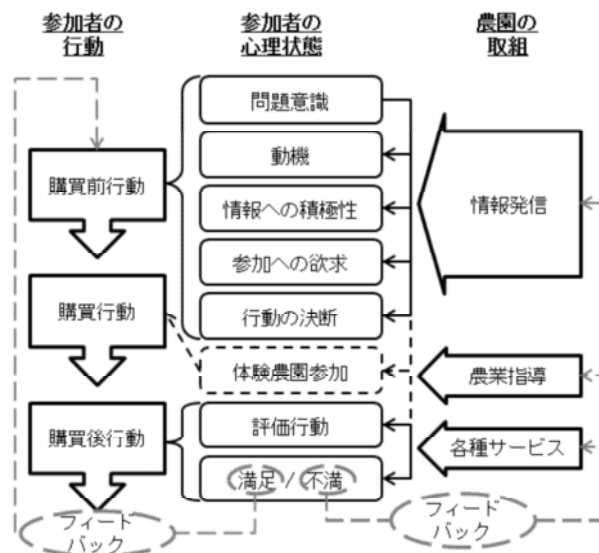 参加者の
行動
参加者の
心理状態
農園の
取組
購買前行動
購買行動
購買後行動
フィード
バック
問題意識
動機
情報への積極性
参加への欲求
行動の決断
体験農園参加
評価行動
満足 / 不満
情報発信
農業指導
各種サービス
フィード
バック